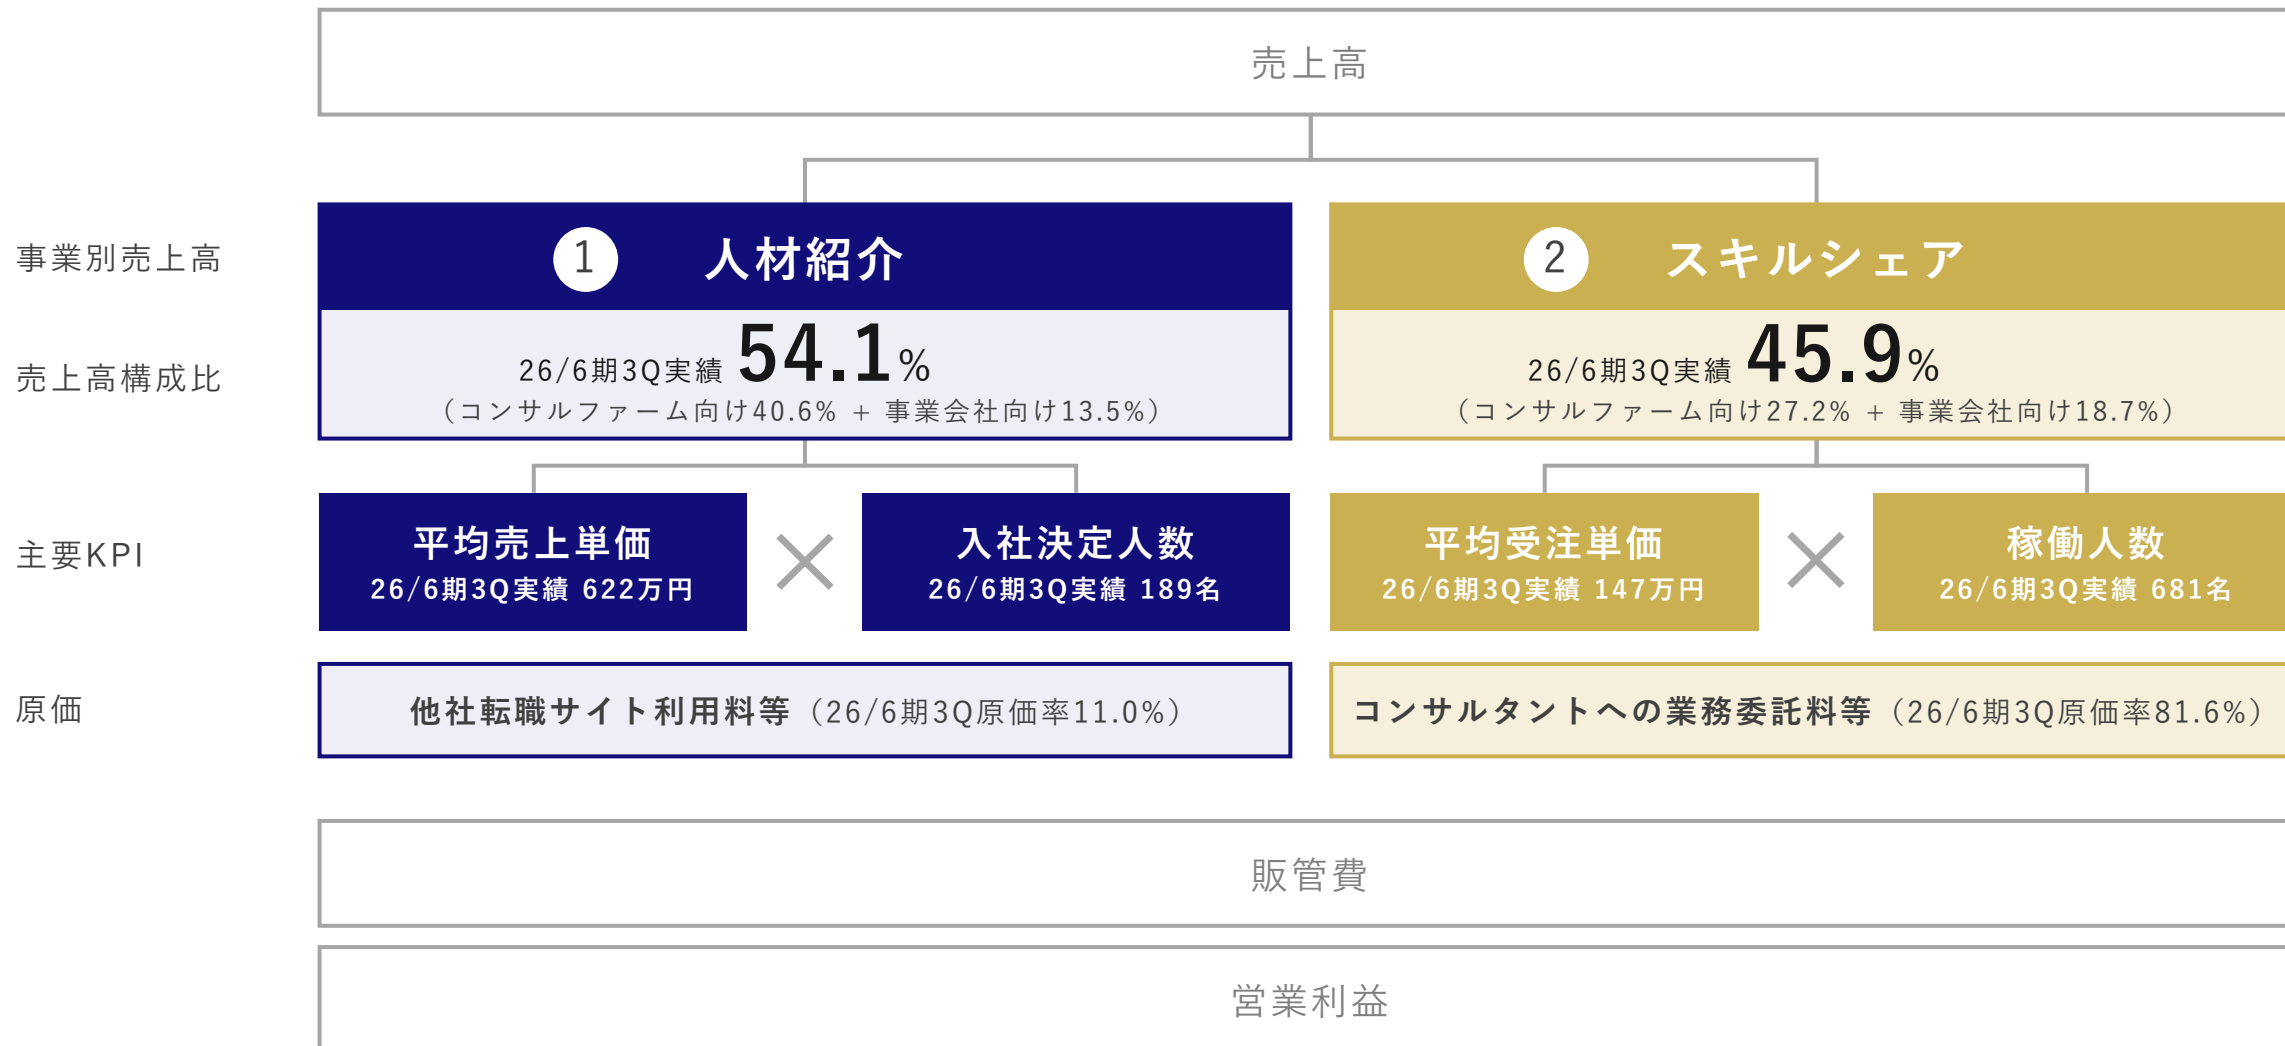 売上高
事業別売上高
1 人材紹介
2 スキルシェア
売上高構成比
26/6期3Q実績 54.1%
(コンサルファーム向け40.6% + 事業会社向け13.5%)
26/6期3Q実績 45.9%
(コンサルファーム向け27.2% + 事業会社向け18.7%)
主要KPI
平均売上単価
26/6期3Q実績 622万円
×
入社決定人数
26/6期3Q実績 189名
平均受注単価
26/6期3Q実績 147万円
×
稼働人数
26/6期3Q実績 681名
原価
他社転職サイト利用料等(26/6期3Q原価率11.0%)
コンサルタントへの業務委託料等(26/6期3Q原価率81.6%)
販管費
営業利益